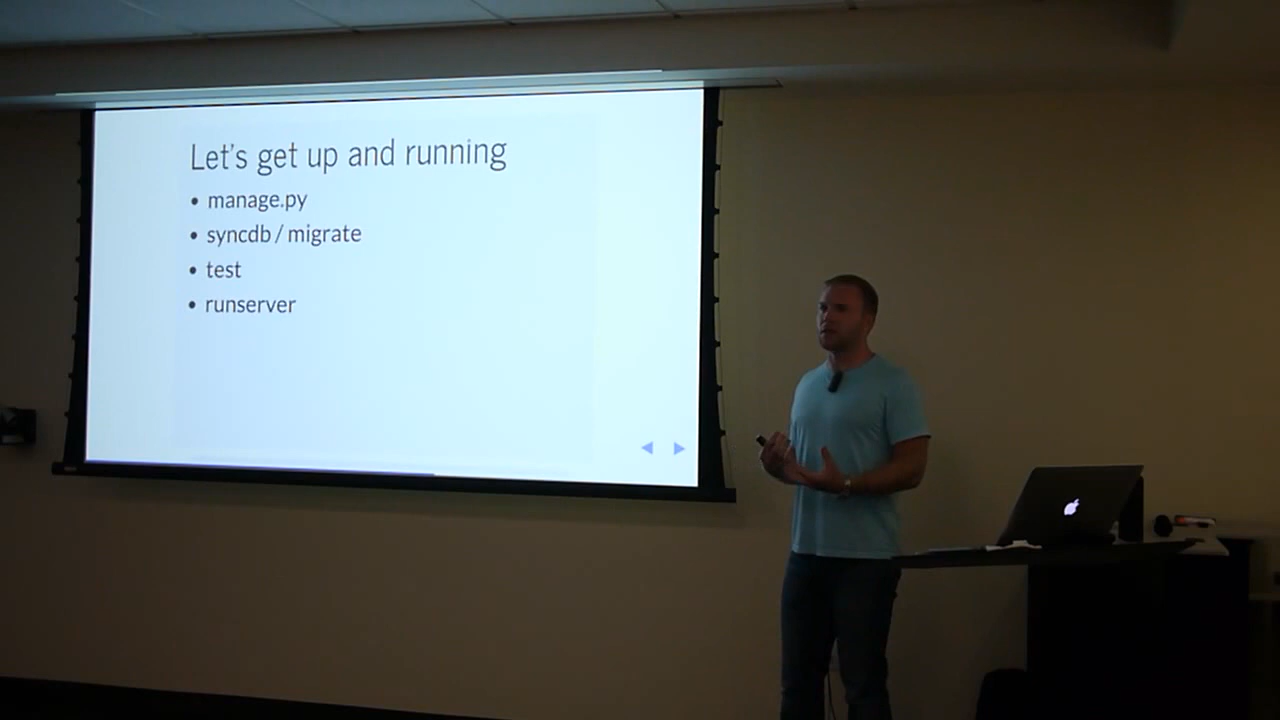 Let's get up and running
• manage.py
• syncdb / migrate
• test
• runserver